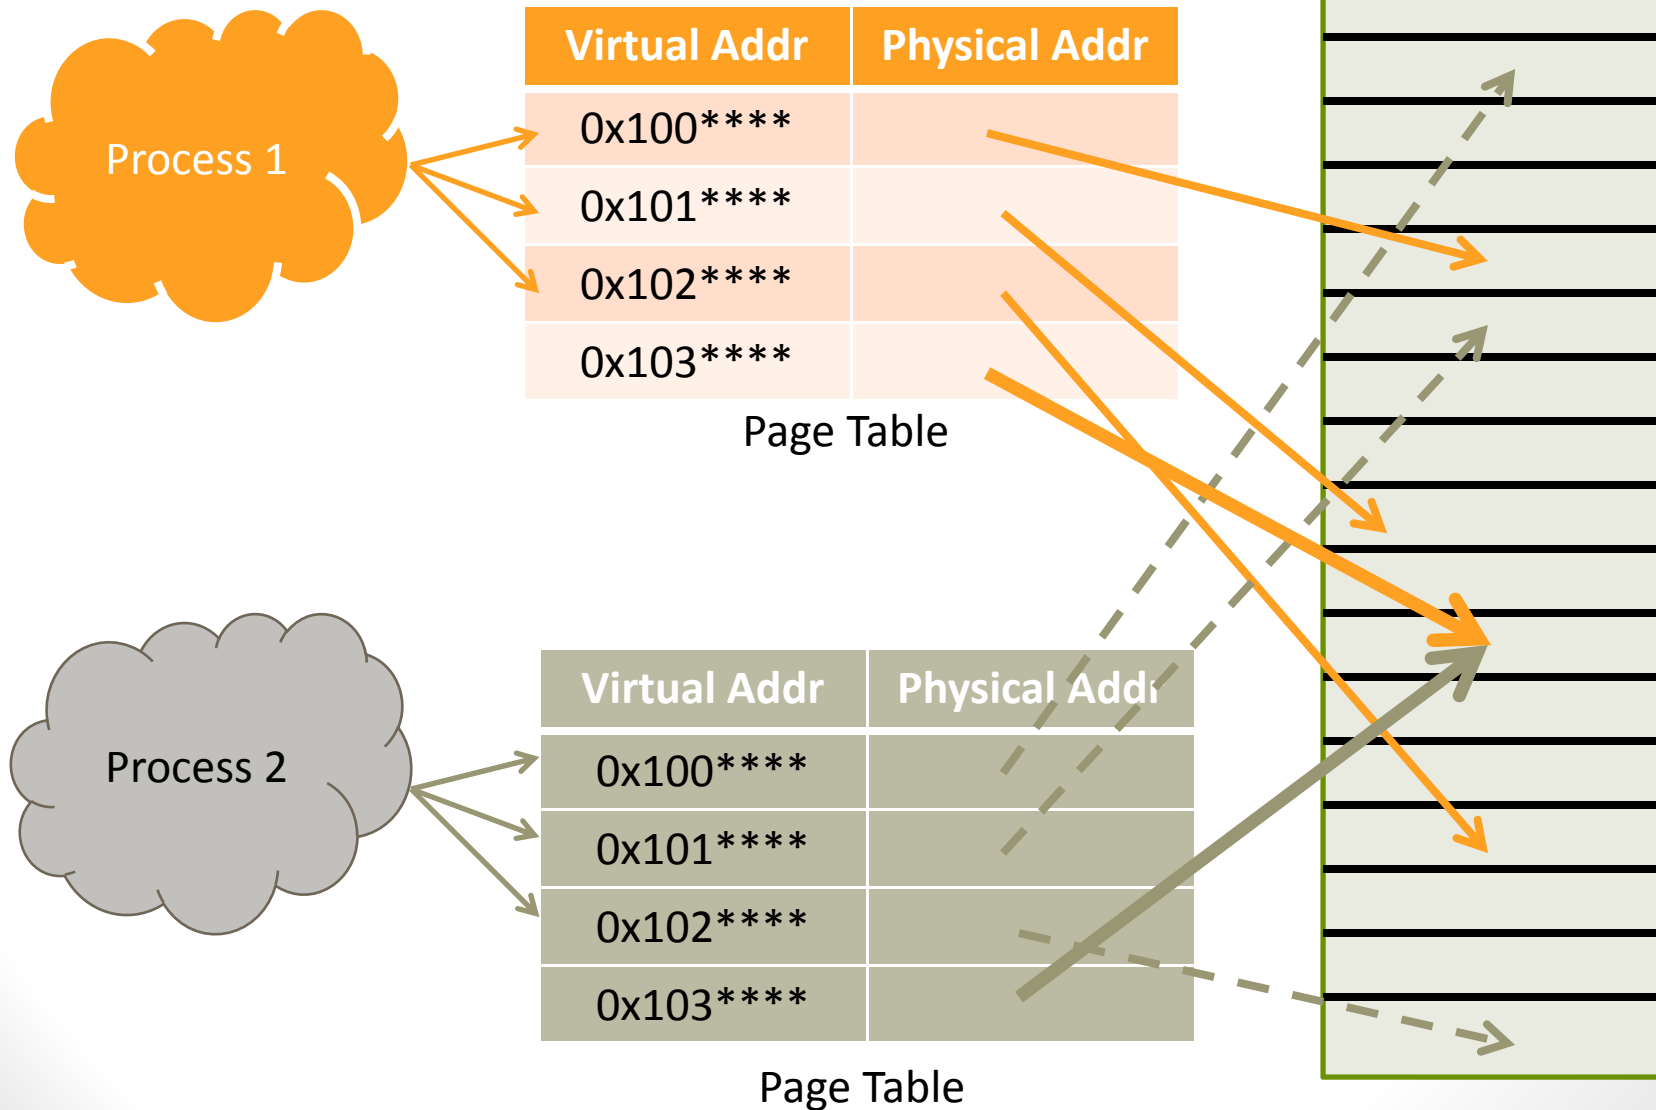 Process 1
Virtual Addr Physical Addr
0x100****
0x101****
0x102****
0x103****
Page Table
Process 2
Virtual Addr Physical Addr
0x100****
0x101****
0x102****
0x103****
Page Table